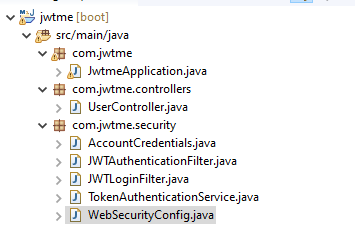 jwtme [boot]
src/main/java
com.jwtme
JwtmeApplication.java
com.jwtme.controllers
UserController.java
com.jwtme.security
AccountCredentials.java
JWTAuthenticationFilter.java
JWTLoginFilter.java
TokenAuthenticationService.java
WebSecurityConfig.java